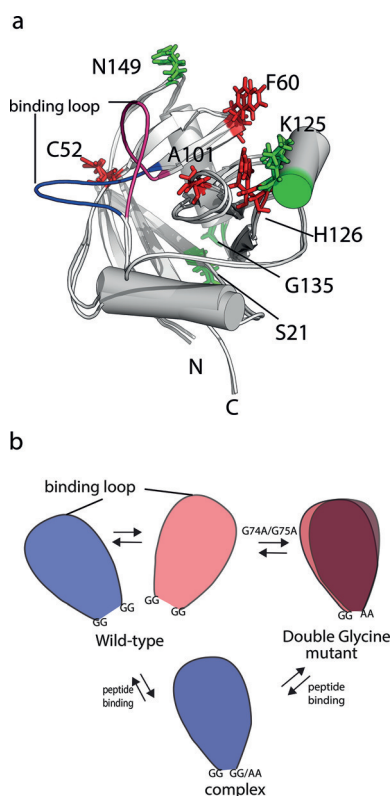 a
N149
F60
binding loop
K125
C52
A101
H126
G135
S21
N
C
b
binding loop
G74A/G75A
GG
GG
GG
GG
GG
AA
Wild-type
Double Glycine
mutant
peptide
binding
peptide
binding
GG
GG/AA
complex